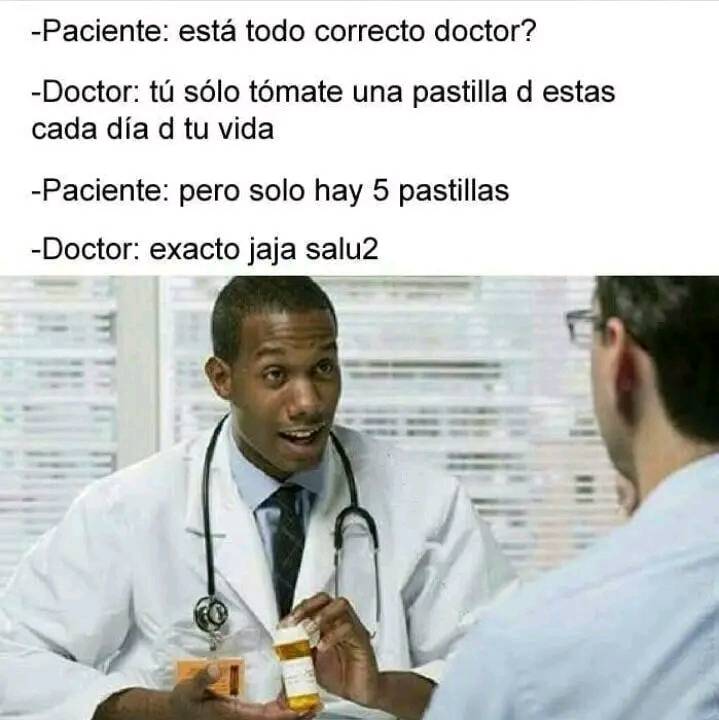 -Paciente: está todo correcto doctor?
-Doctor: tú sólo tómate una pastilla d estas
cada día d tu vida
-Paciente: pero solo hay 5 pastillas
-Doctor: exacto jaja salu2